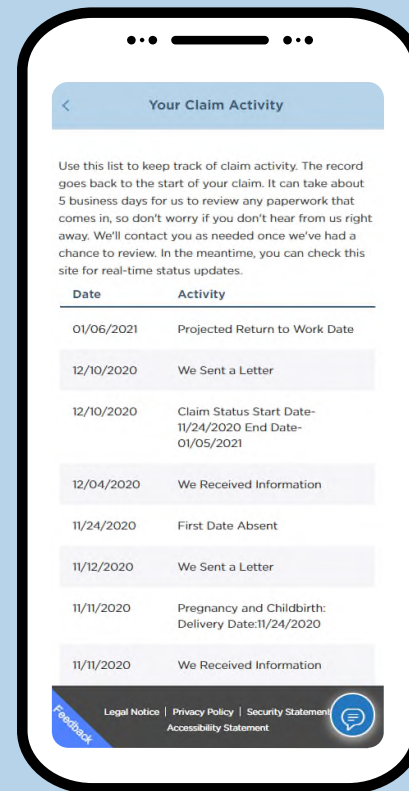 Your Claim Activity
Use this list to keep track of claim activity. The record
goes back to the start of your claim. It can take about
5 business days for us to review any paperwork that
comes in, so don't worry if you don't hear from us right
away. We'll contact you as needed once we've had a
chance to review. In the meantime, you can check this
site for real-time status updates.
Date Activity
01/06/2021 Projected Return to Work Date
12/10/2020 We Sent a Letter
12/10/2020 Claim Status Start Date-
11/24/2020 End Date-
01/05/2021
12/04/2020 We Received Information
11/24/2020 First Date Absent
11/12/2020 We Sent a Letter
11/11/2020 Pregnancy and Childbirth:
Delivery Date:11/24/2020
11/11/2020 We Received Information
Feedback
Legal Notice | Privacy Policy | Security Statement
Accessibility Statement